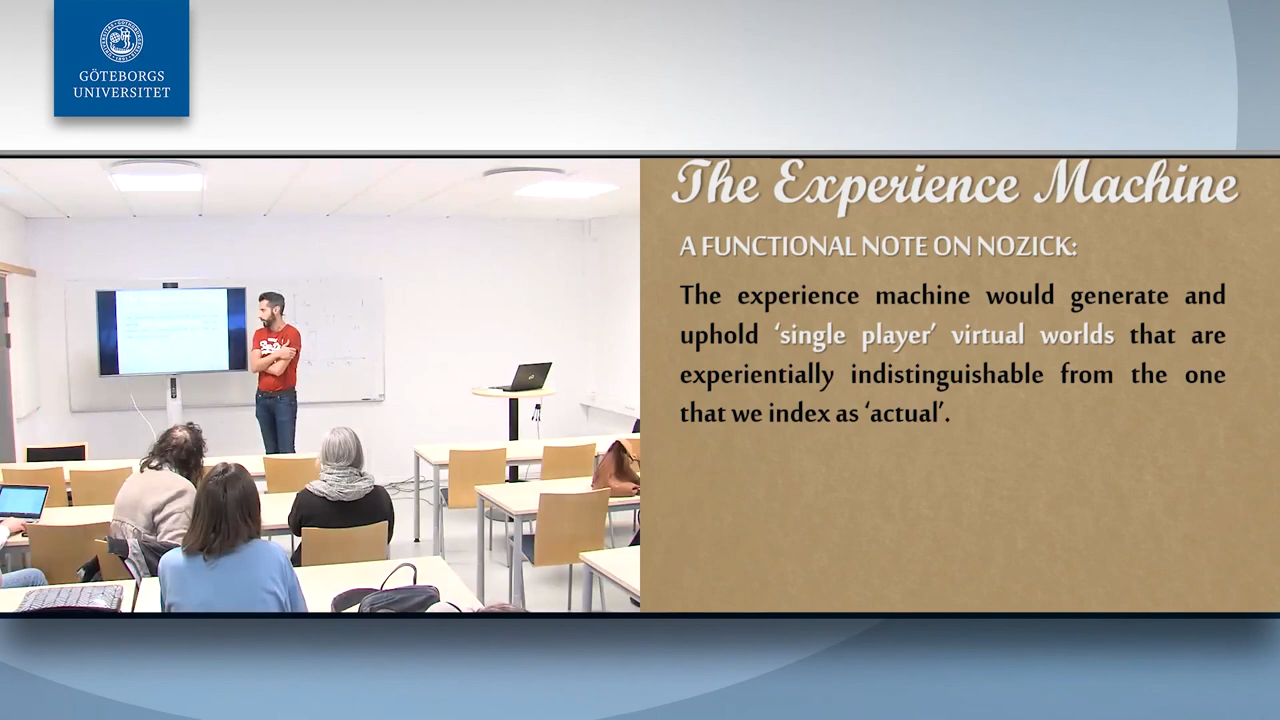 GÖTEBORGS
UNIVERSITET
The Experience Machine
A FUNCTIONAL NOTE ON NOZICK:
The experience machine would generate and
uphold ‘single player’ virtual worlds that are
experientially indistinguishable from the one
that we index as ‘actual’.